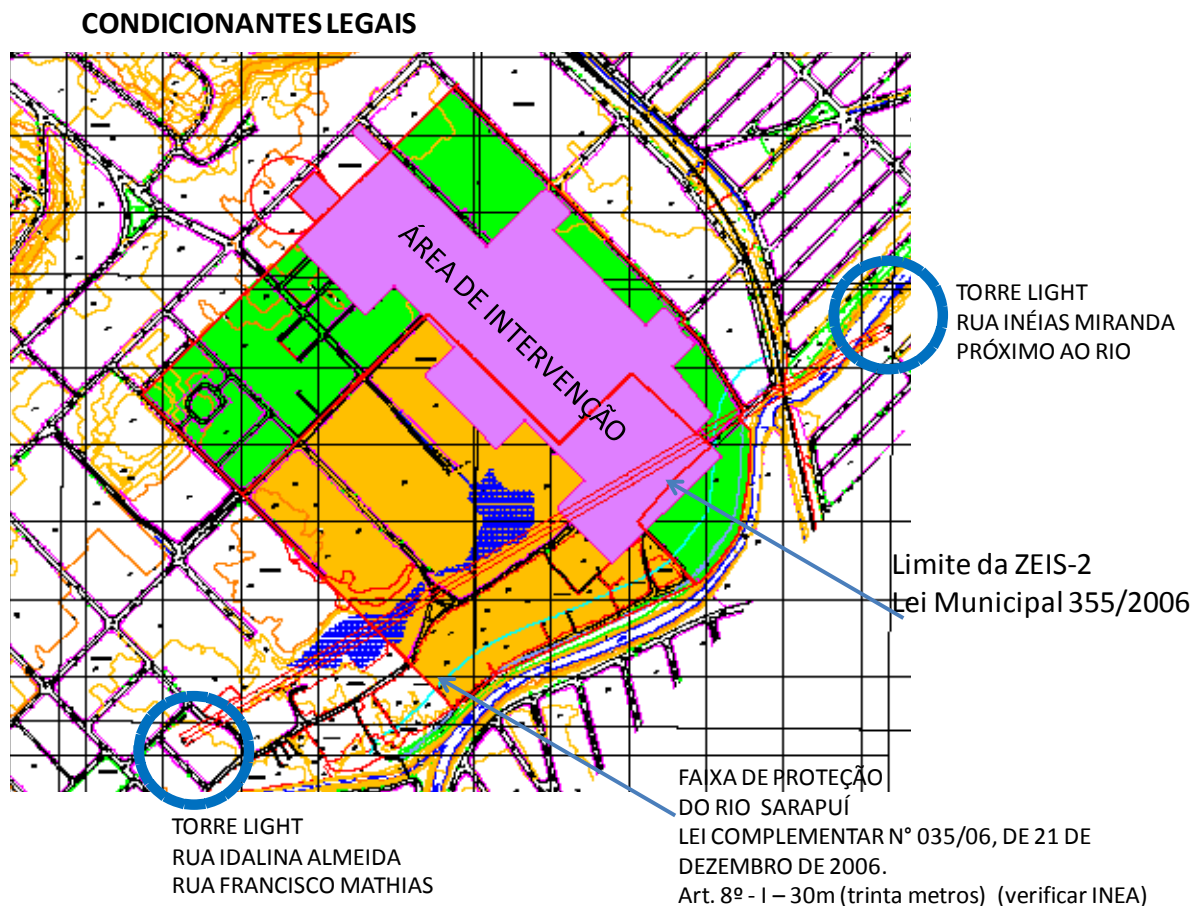 CONDICIONANTES LEGAIS
ÁREA DE INTERVENÇÃO
TORRE LIGHT
RUA INÉIAS MIRANDA
PRÓXIMO AO RIO
Limite da ZEIS-2
Lei Municipal 355/2006
FAIXA DE PROTEÇÃO
DO RIO SARAPUÍ
LEI COMPLEMENTAR N° 035/06, DE 21 DE
DEZEMBRO DE 2006.
Art. 8º - I – 30m (trinta metros) (verificar INEA)
TORRE LIGHT
RUA IDALINA ALMEIDA
RUA FRANCISCO MATHIAS